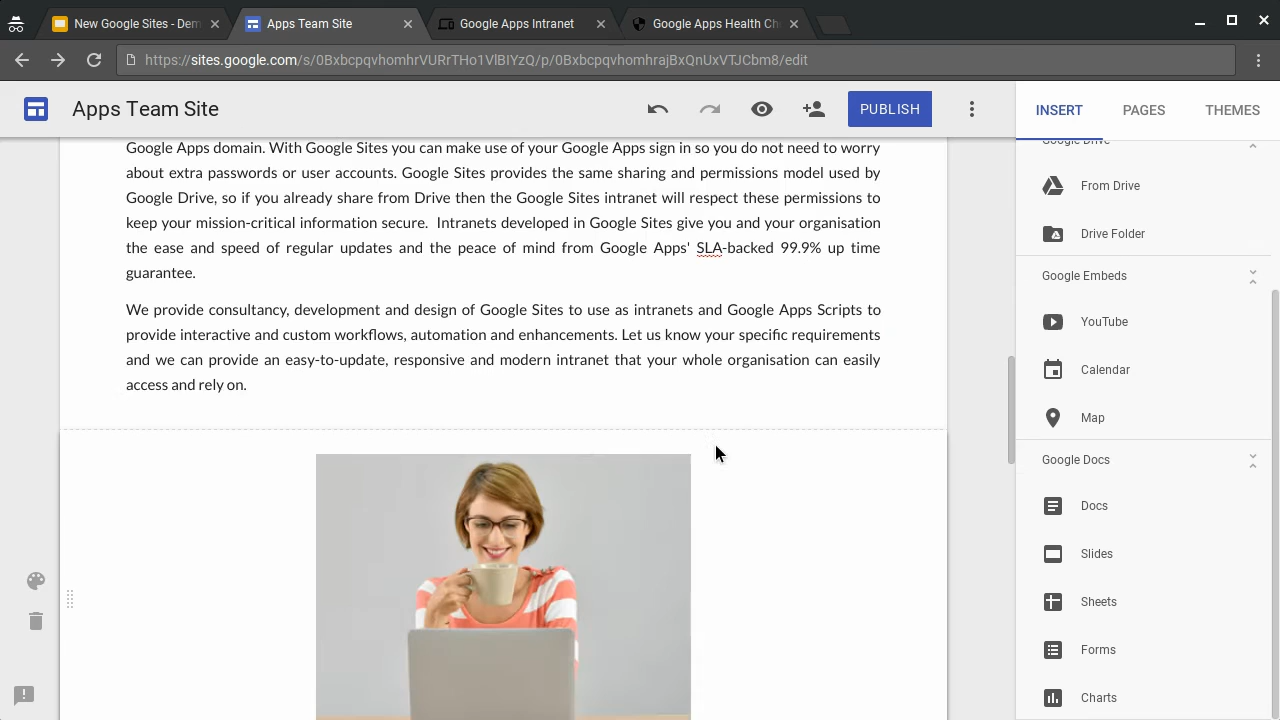 New Google Sites - Dem
Apps Team Site
Google Apps Intranet
Google Apps Health Ch
https://sites.google.com/s/0BxbcpqvhomhrVURrTHo1VlBIYzQ/p/0BxbcpqvhomhrajBxQnUxVTJCbm8/edit
Apps Team Site
PUBLISH
INSERT
PAGES
THEMES
Google Apps domain. With Google Sites you can make use of your Google Apps sign in so you do not need to worry
about extra passwords or user accounts. Google Sites provides the same sharing and permissions model used by
Google Drive, so if you already share from Drive then the Google Sites intranet will respect these permissions to
keep your mission-critical information secure. Intranets developed in Google Sites give you and your organisation
the ease and speed of regular updates and the peace of mind from Google Apps' SLA-backed 99.9% up time
guarantee.
We provide consultancy, development and design of Google Sites to use as intranets and Google Apps Scripts to
provide interactive and custom workflows, automation and enhancements. Let us know your specific requirements
and we can provide an easy-to-update, responsive and modern intranet that your whole organisation can easily
access and rely on.
Google Drive
From Drive
Drive Folder
Google Embeds
YouTube
Calendar
Map
Google Docs
Docs
Slides
Sheets
Forms
Charts